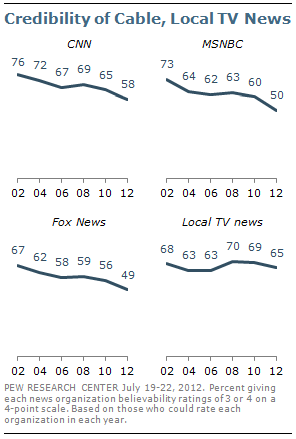 Credibility of Cable, Local TV News
CNN
76 72 67 69 65 58
02 04 06 08 10 12
MSNBC
73 64 62 63 60 50
02 04 06 08 10 12
Fox News
67 62 58 59 56 49
02 04 06 08 10 12
Local TV news
68 63 63 70 69 65
02 04 06 08 10 12
PEW RESEARCH CENTER July 19-22, 2012. Percent giving
each news organization believability ratings of 3 or 4 on a
4-point scale. Based on those who could rate each
organization in each year.